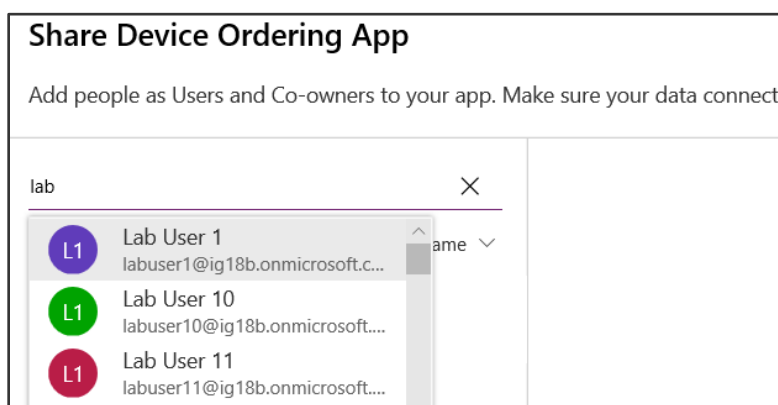 Share Device Ordering App
Add people as Users and Co-owners to your app. Make sure your data connect
lab
ame
L1
Lab User 1
labuser1@ig18b.onmicrosoft.c...
L1
Lab User 10
labuser10@ig18b.onmicrosoft....
L1
Lab User 11
labuser11@ig18b.onmicrosoft....